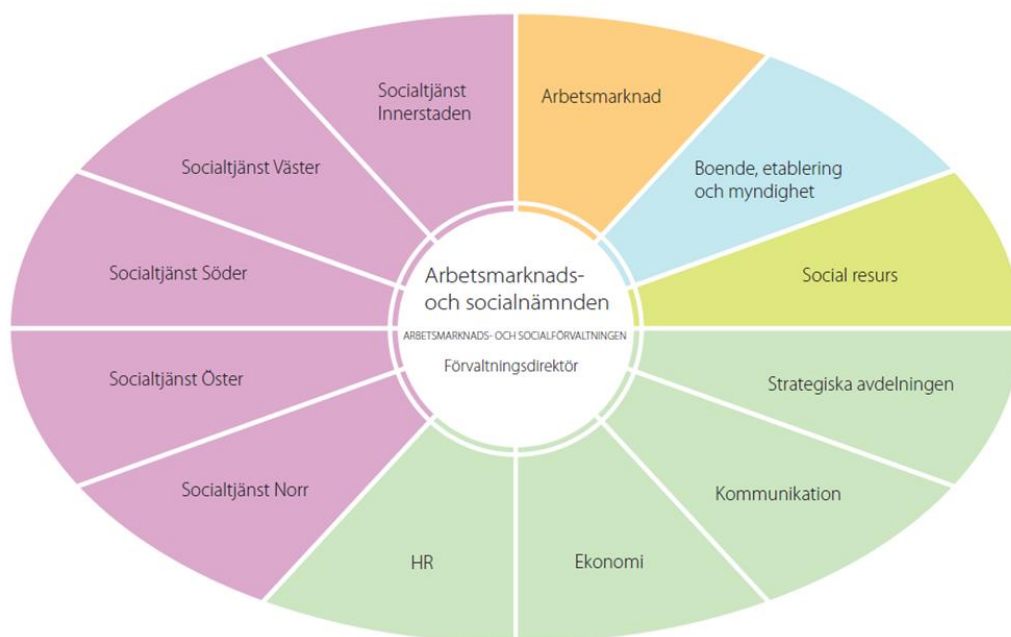 Socialtjänst
Innerstaden
Arbetsmarknad
Socialtjänst Väster
Boende, etablering
och myndighet
Socialtjänst Söder
Social resurs
Arbetsmarknads-
och socialnämnden
ARBETSMARKNADS- OCH SOCIALFÖRVALTNINGEN
Förvaltningsdirektör
Socialtjänst Öster
Strategiska avdelningen
Socialtjänst Norr
Kommunikation
HR
Ekonomi